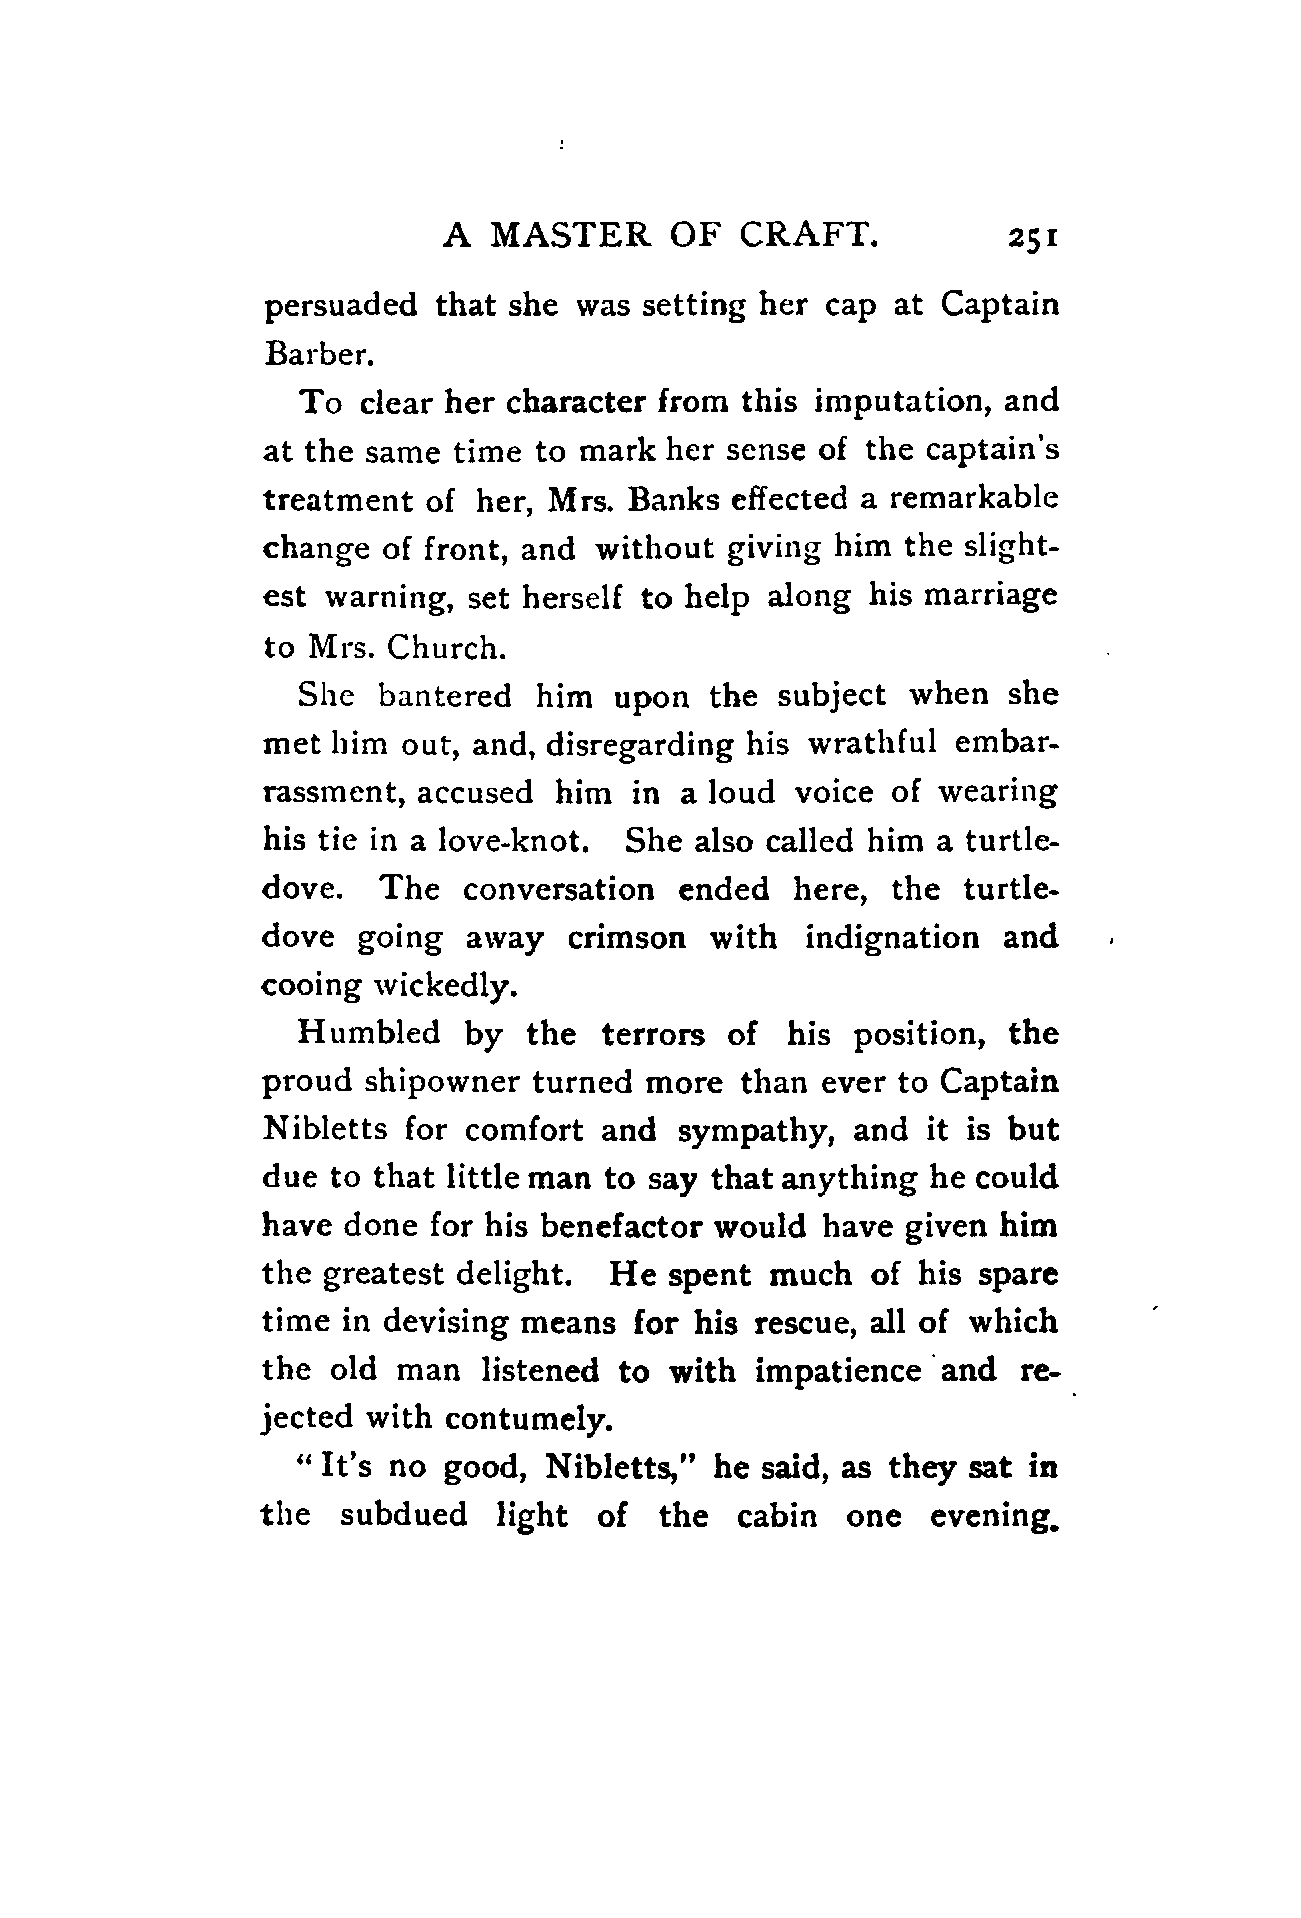 A MASTER OF CRAFT. 251
persuaded that she was setting her cap at Captain
Barber.
To clear her character from this imputation, and
at the same time to mark her sense of the captain's
treatment of her, Mrs. Banks effected a remarkable
change of front, and without giving him the slight-
est warning, set herself to help along his marriage
to Mrs. Church.
She bantered him upon the subject when she
met him out, and, disregarding his wrathful embar-
rassment, accused him in a loud voice of wearing
his tie in a love-knot. She also called him a turtle-
dove. The conversation ended here, the turtle-
dove going away crimson with indignation and
cooing wickedly.
Humbled by the terrors of his position, the
proud shipowner turned more than ever to Captain
Nibletts for comfort and sympathy, and it is but
due to that little man to say that anything he could
have done for his benefactor would have given him
the greatest delight. He spent much of his spare
time in devising means for his rescue, all of which
the old man listened to with impatience and re-
jected with contumely.
"It's no good, Nibletts," he said, as they sat in
the subdued light of the cabin one evening.